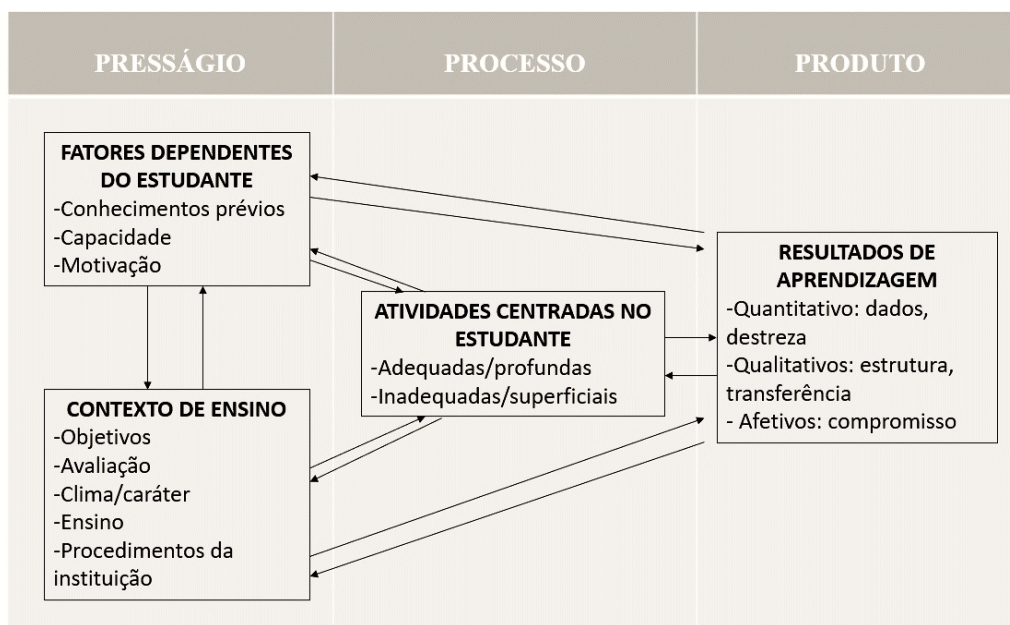 PRESSÁGIO
PROCESSO
PRODUTO
FATORES DEPENDENTES
DO ESTUDANTE
-Conhecimentos prévios
-Capacidade
-Motivação
CONTEXTO DE ENSINO
-Objetivos
-Avaliação
-Clima/caráter
-Ensino
-Procedimentos da
instituição
ATIVIDADES CENTRADAS NO
ESTUDANTE
-Adequadas/profundas
-Inadequadas/superficiais
RESULTADOS DE
APRENDIZAGEM
-Quantitativo: dados,
destreza
-Qualitativos: estrutura,
transferência
- Afetivos: compromisso